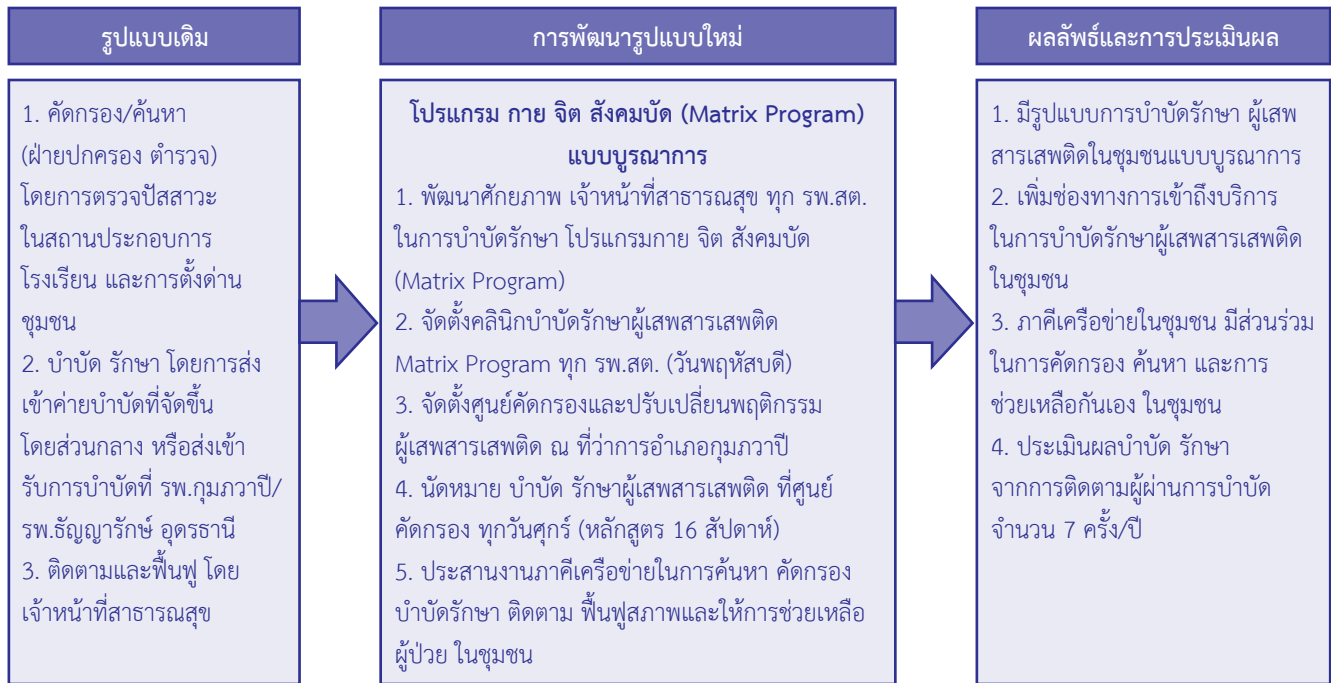 รูปแบบเดิม
1. คัดกรอง/ค้นหา
(ฝ่ายปกครอง ตำรวจ)
โดยการตรวจปัสสาวะ
ในสถานประกอบการ
โรงเรียน และการตั้งด่าน
ชุมชน
2. บำบัด รักษา โดยการส่ง
เข้าค่ายบำบัดที่จัดขึ้น
โดยส่วนกลาง หรือส่งเข้า
รับการบำบัดที่ รพ.กุมภวาปี/
รพ.ธัญญารักษ์ อุดรธานี
3. ติดตามและฟื้นฟู โดย
เจ้าหน้าที่สาธารณสุข
การพัฒนารูปแบบใหม่
โปรแกรม กาย จิต สังคมบัด (Matrix Program)
แบบบูรณาการ
1. พัฒนาศักยภาพ เจ้าหน้าที่สาธารณสุข ทุก รพ.สต.
ในการบำบัดรักษา โปรแกรมกาย จิต สังคมบัด
(Matrix Program)
2. จัดตั้งคลินิกบำบัดรักษาผู้เสพสารเสพติด
Matrix Program ทุก รพ.สต. (วันพฤหัสบดี)
3. จัดตั้งศูนย์คัดกรองและปรับเปลี่ยนพฤติกรรม
ผู้เสพสารเสพติด ณ ที่ว่าการอำเภอกุมภวาปี
4. นัดหมาย บำบัด รักษาผู้เสพสารเสพติด ที่ศูนย์
คัดกรอง ทุกวันศุกร์ (หลักสูตร 16 สัปดาห์)
5. ประสานงานภาคีเครือข่ายในการค้นหา คัดกรอง
บำบัดรักษา ติดตาม ฟื้นฟูสภาพและให้การช่วยเหลือ
ผู้ป่วย ในชุมชน
ผลลัพธ์และการประเมินผล
1. มีรูปแบบการบำบัดรักษา ผู้เสพ
สารเสพติดในชุมชนแบบบูรณาการ
2. เพิ่มช่องทางการเข้าถึงบริการ
ในการบำบัดรักษาผู้เสพสารเสพติด
ในชุมชน
3. ภาคีเครือข่ายในชุมชน มีส่วนร่วม
ในการคัดกรอง ค้นหา และการ
ช่วยเหลือกันเอง ในชุมชน
4. ประเมินผลบำบัด รักษา
จากการติดตามผู้ผ่านการบำบัด
จำนวน 7 ครั้ง/ปี